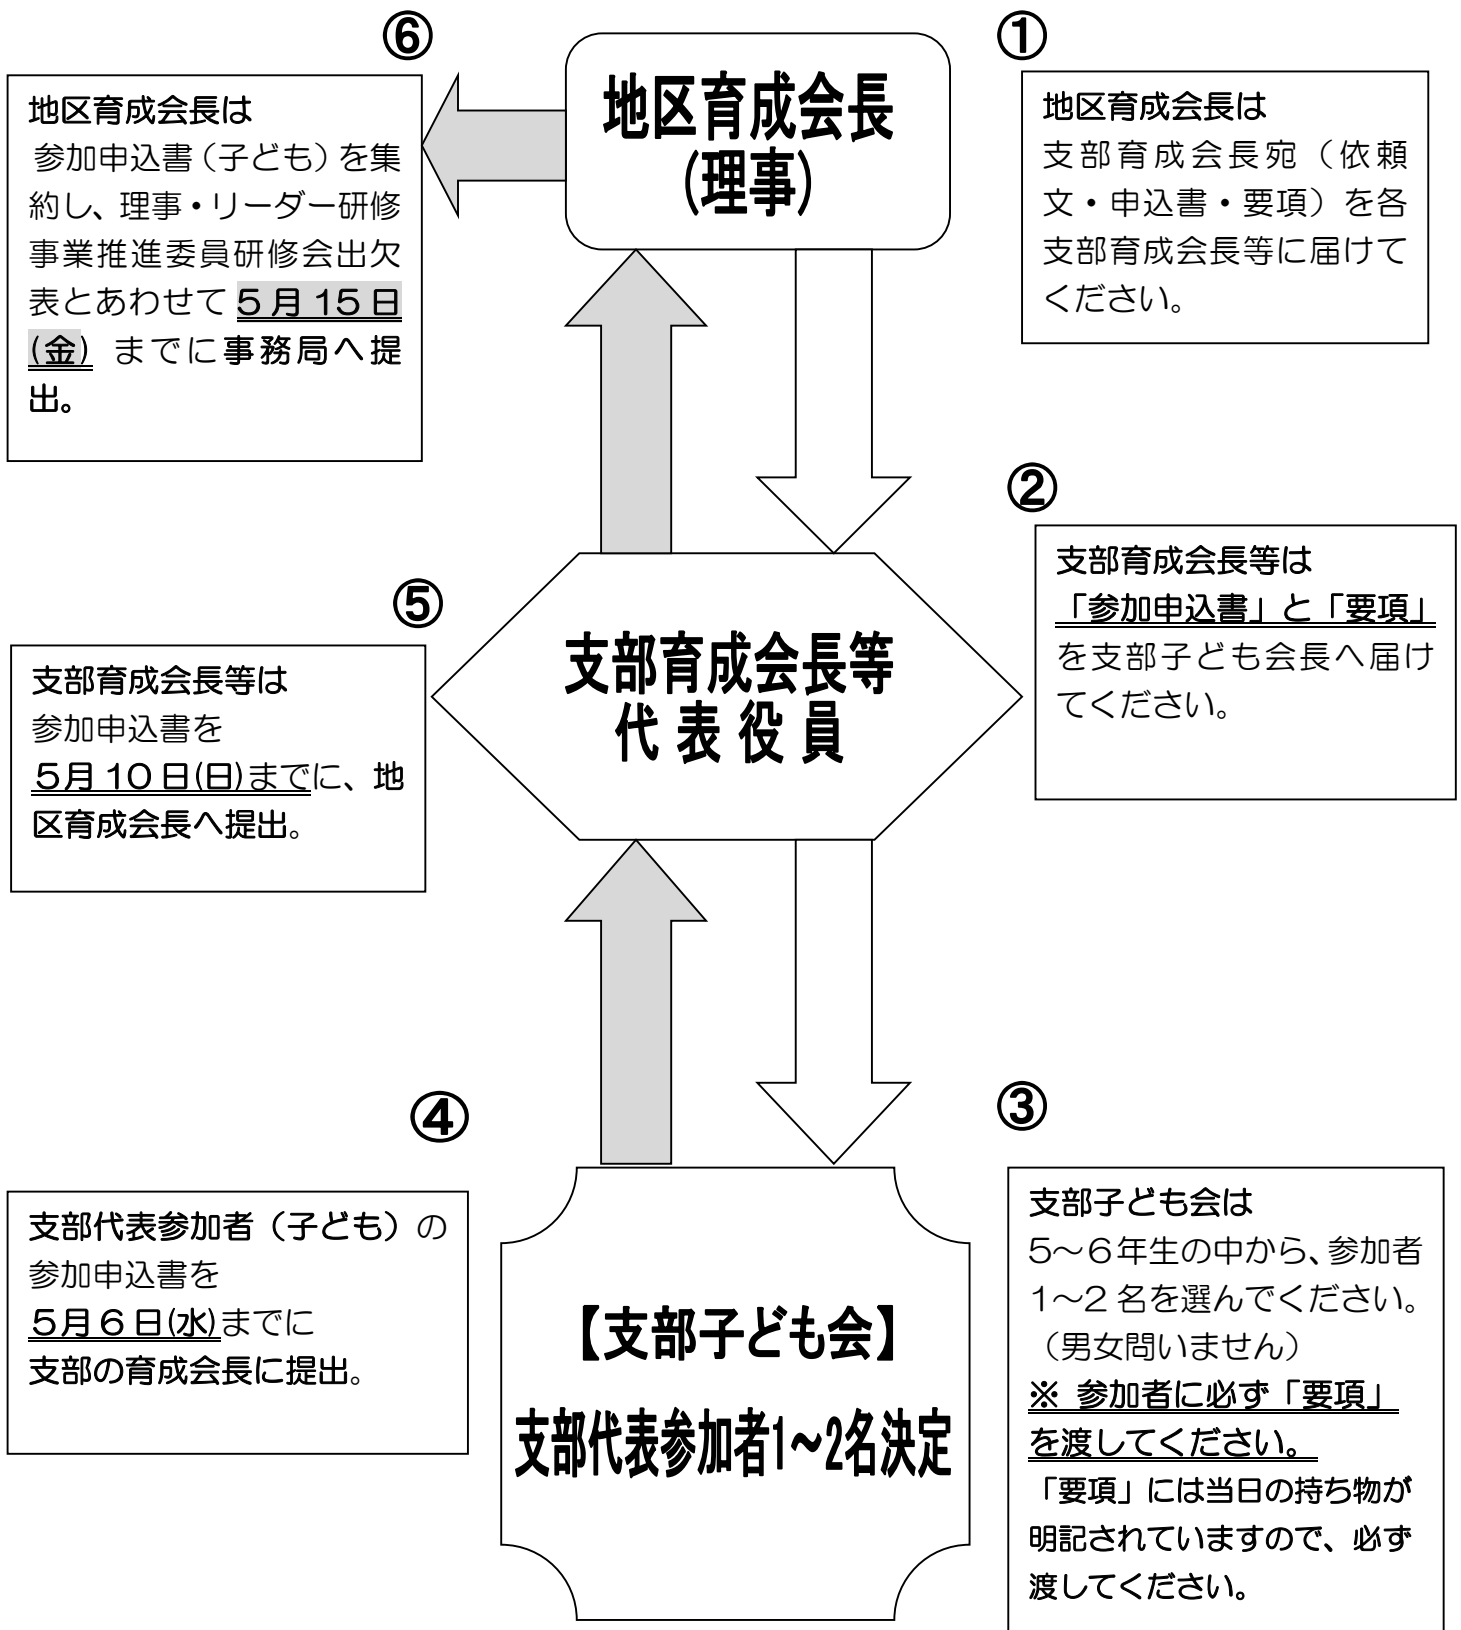 ⑥
地区育成会長は
参加申込書（子ども）を集
約し、理事・リーダー研修
事業推進委員研修会出欠
表とあわせて５月15日
(金) までに事務局へ提
出。
地区育成会長
(理事)
①
地区育成会長は
支部育成会長宛（依頼
文・申込書・要項）を各
支部育成会長等に届けて
ください。
②
支部育成会長等は
「参加申込書」と「要項」
を支部子ども会長へ届け
てください。
⑤
支部育成会長等は
参加申込書を
５月10日(日)までに、地
区育成会長へ提出。
支部育成会長等
代 表 役 員
④
支部代表参加者（子ども）の
参加申込書を
５月６日(水)までに
支部の育成会長に提出。
【支部子ども会】
支部代表参加者1～2名決定
③
支部子ども会は
５～６年生の中から、参加者
1～2名を選んでください。
（男女問いません）
※ 参加者に必ず「要項」
を渡してください。
「要項」には当日の持ち物が
明記されていますので、必ず
渡してください。